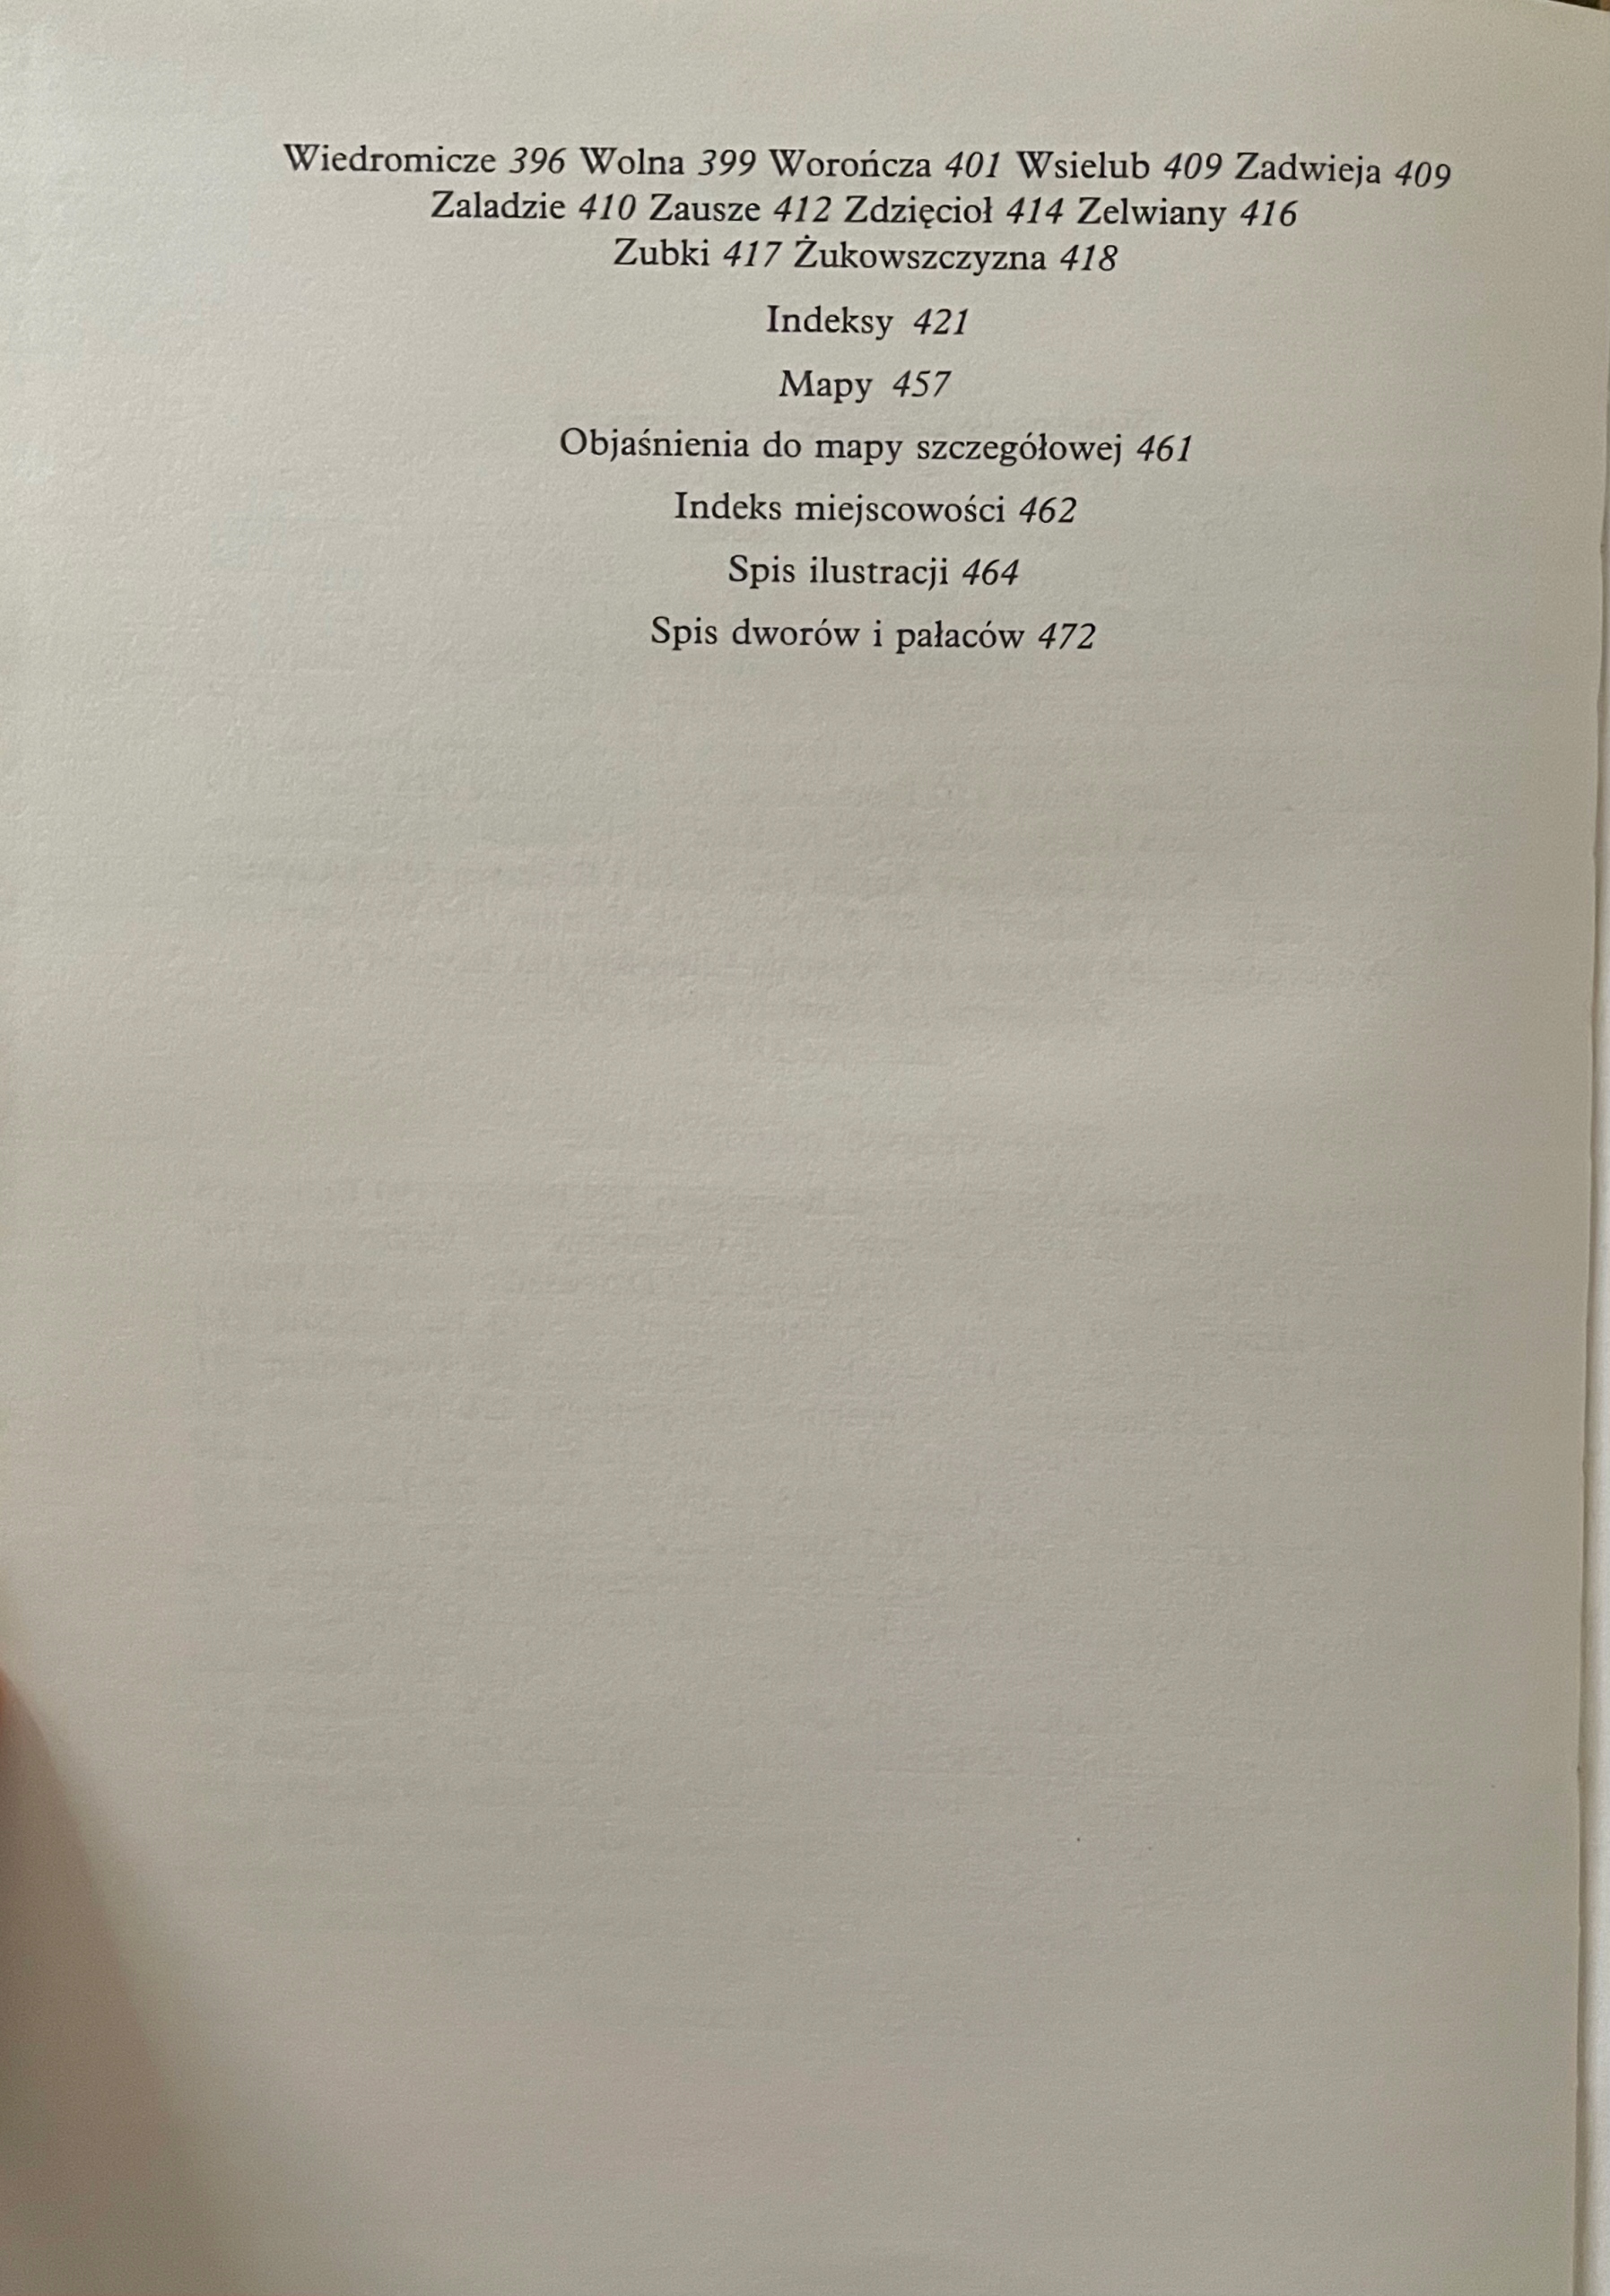 Wiedromicze 396 Wolna 399 Worończa 401 Wsielub 409 Zadwieja 409
Zaladzie 410 Zausze 412 Zdzięcioł 414 Zelwiany 416
Zubki 417 Żukowszczyzna 418
Indeksy 421
Mapy 457
Objaśnienia do mapy szczegółowej 461
Indeks miejscowości 462
Spis ilustracji 464
Spis dworów i pałaców 472